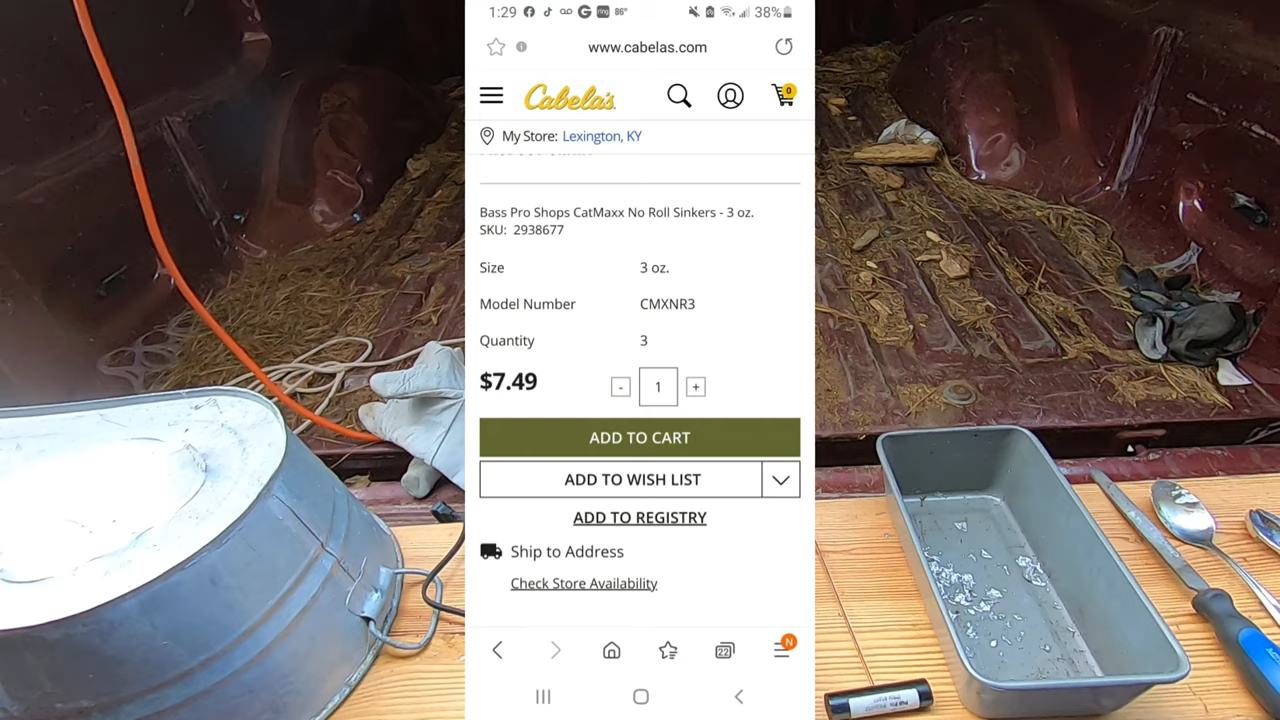 1:29
86°
38%
www.cabelas.com
Cabela's
0
My Store: Lexington, KY
Bass Pro Shops CatMaxx No Roll Sinkers - 3 oz.
SKU: 2938677
Size 3 oz.
Model Number CMXNR3
Quantity 3
$7.49 - 1 +
ADD TO CART
ADD TO WISH LIST
ADD TO REGISTRY
Ship to Address
Check Store Availability
22
N